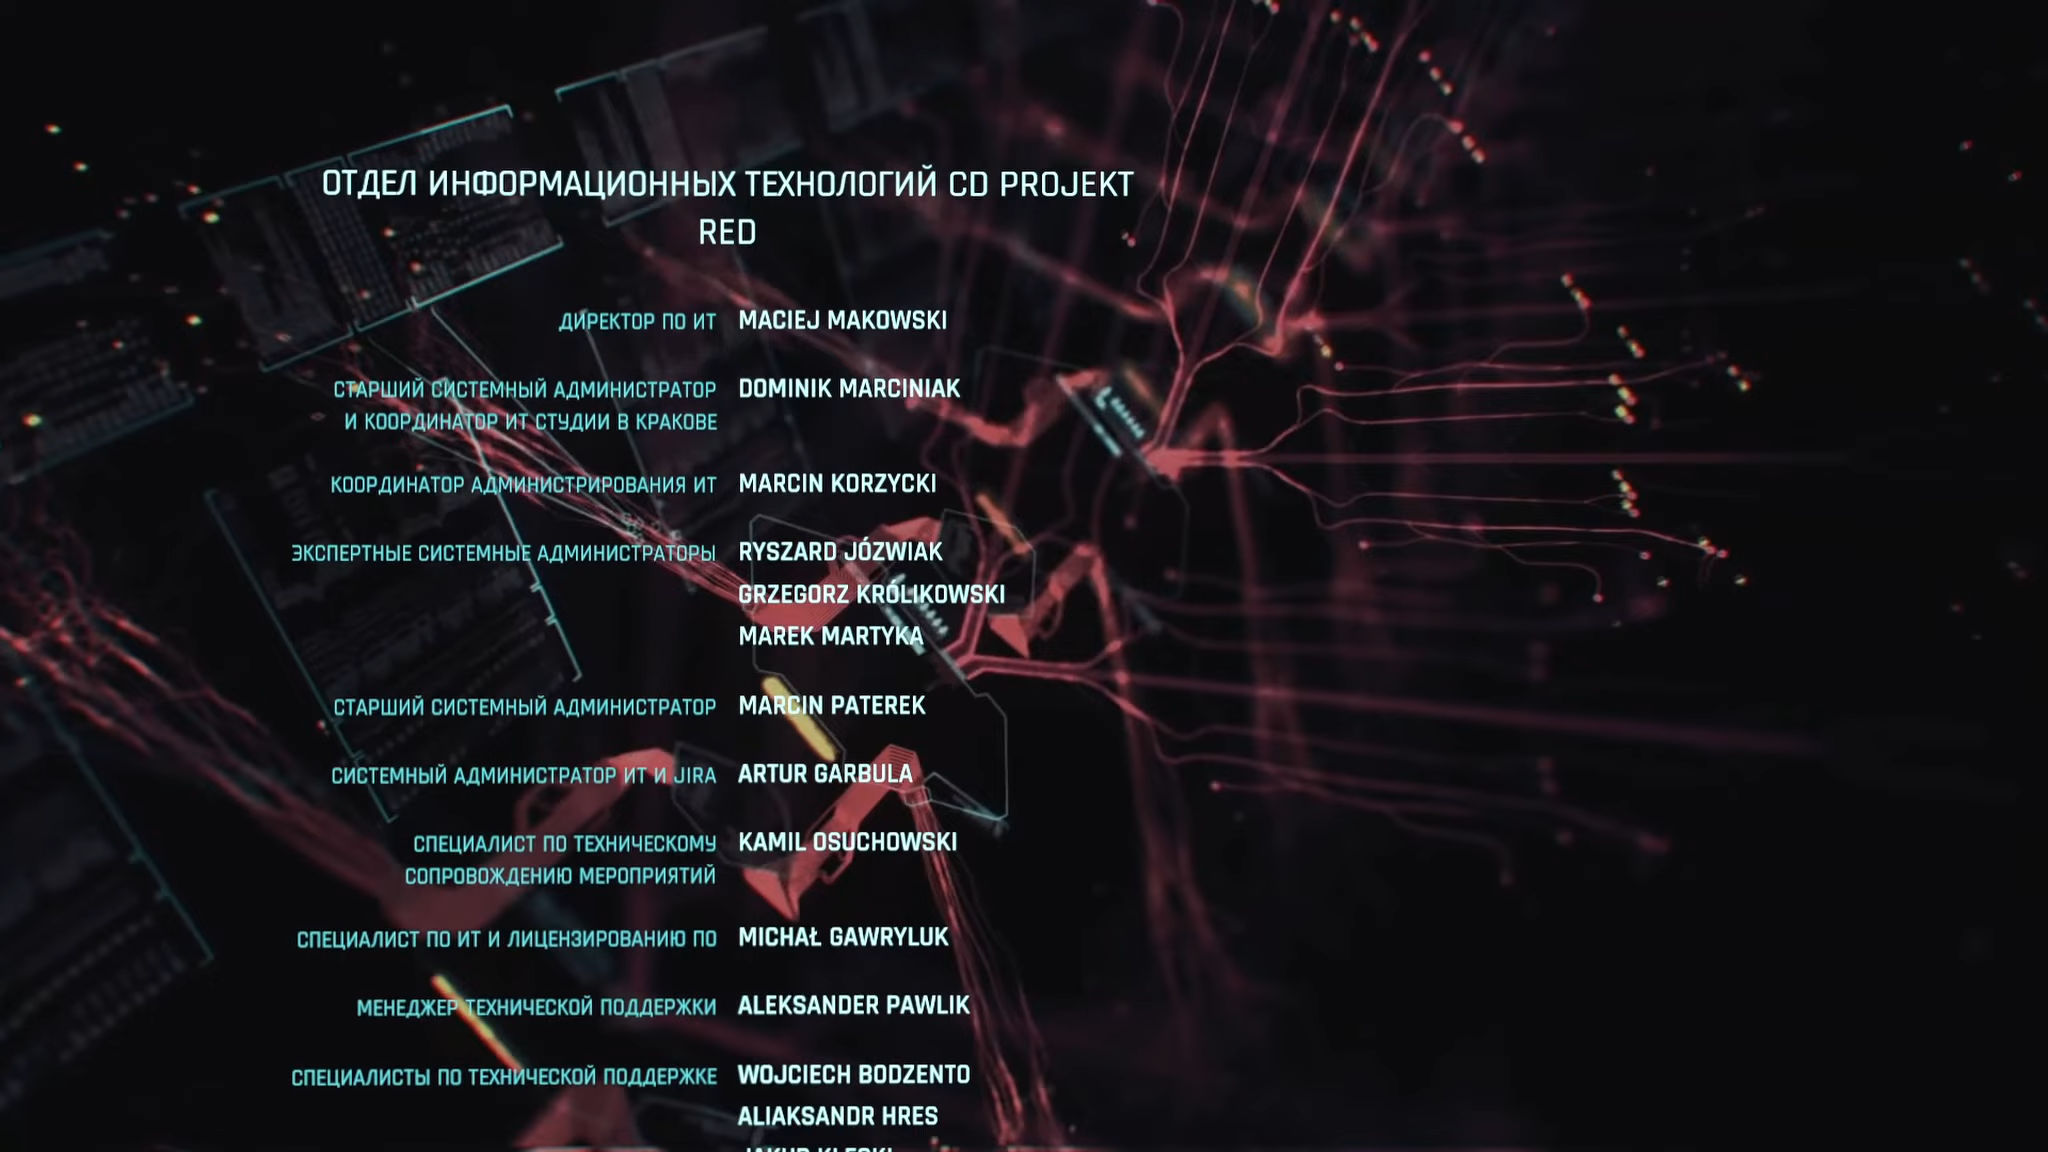 ОТДЕЛ ИНФОРМАЦИОННЫХ ТЕХНОЛОГИЙ CD PROJEKT
RED
ДИРЕКТОР ПО ИТ MACIEJ MAKOWSKI
СТАРШИЙ СИСТЕМНЫЙ АДМИНИСТРАТОР DOMINIK MARCINIAK
И КООРДИНАТОР ИТ СТУДИИ В КРАКОВЕ
КООРДИНАТОР АДМИНИСТРИРОВАНИЯ ИТ MARCIN KORZYCKI
ЭКСПЕРТНЫЕ СИСТЕМНЫЕ АДМИНИСТРАТОРЫ RYSZARD JÓZWIAK
GRZEGORZ KRÓLIKOWSKI
MAREK MARTYKA
СТАРШИЙ СИСТЕМНЫЙ АДМИНИСТРАТОР MARCIN PATEREK
СИСТЕМНЫЙ АДМИНИСТРАТОР ИТ И JIRA ARTUR GARBULA
СПЕЦИАЛИСТ ПО ТЕХНИЧЕСКОМУ KAMIL OSUCHOWSKI
СОПРОВОЖДЕНИЮ МЕРОПРИЯТИЙ
СПЕЦИАЛИСТ ПО ИТ И ЛИЦЕНЗИРОВАНИЮ ПО MICHAŁ GAWRYLUK
МЕНЕДЖЕР ТЕХНИЧЕСКОЙ ПОДДЕРЖКИ ALEKSANDER PAWLIK
СПЕЦИАЛИСТЫ ПО ТЕХНИЧЕСКОЙ ПОДДЕРЖКЕ WOJCIECH BODZENTO
ALIAKSANDR HRES